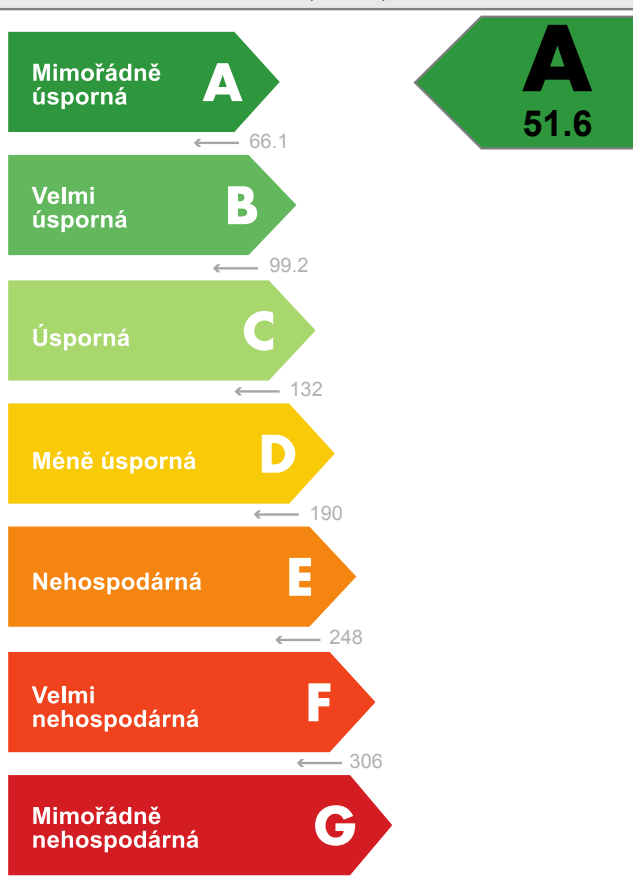 Mimořádně
úsporná
A
A
51.6
66.1
Velmi
úsporná
B
99.2
Úsporná
C
132
Méně úsporná
D
190
Nehospodárná
E
248
Velmi
nehospodárná
F
306
Mimořádně
nehospodárná
G